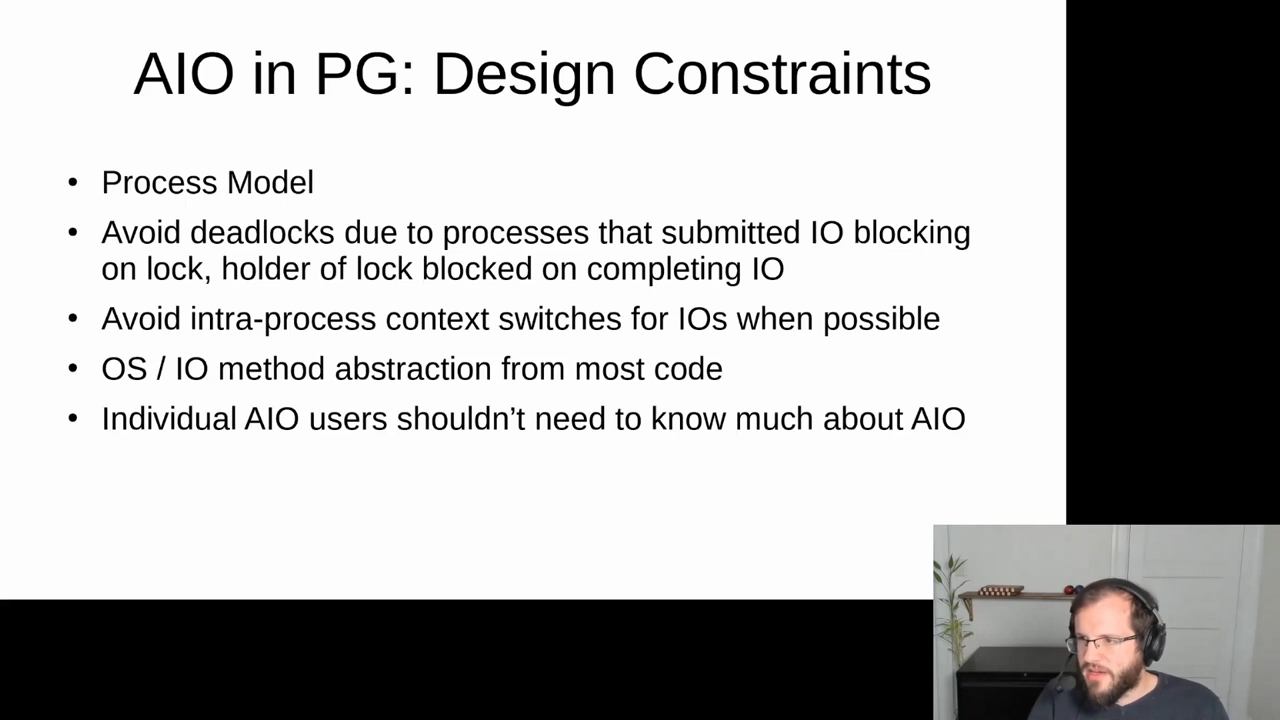 AIO in PG: Design Constraints
• Process Model
• Avoid deadlocks due to processes that submitted IO blocking
on lock, holder of lock blocked on completing IO
• Avoid intra-process context switches for IOs when possible
• OS / IO method abstraction from most code
• Individual AIO users shouldn’t need to know much about AIO